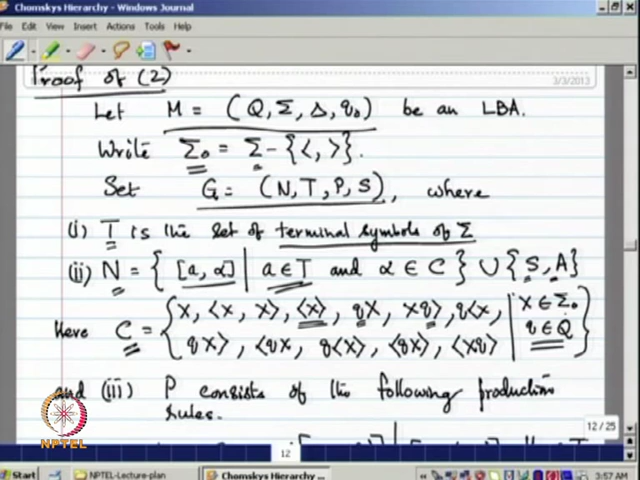 Chomskys Hierarchy - Windows Journal
File Edit View Insert Actions Tools Help
Proof of (2)
3/3/2013
Let M = (Q, Σ, Δ, q₀) be an LBA.
Write Σ₀ = Σ - {<, >}.
Set G = (N, T, P, S), where
(i) T is the set of terminal symbols of Σ
(ii) N = { [a, α] | a ∈ T and α ∈ C } ∪ {S, A}
Here C = { X, <X, X>, <X>, qX, Xq>, q<X, | X ∈ Σ₀
qX>, <qX, q<X>, <qX>, <Xq> | q ∈ Q }
and (iii) P consists of the following production
rules.
12/25
NPTEL
12
Start NPTEL-Lecture-plan Chomskys Hierarchy - ... 3:57 AM